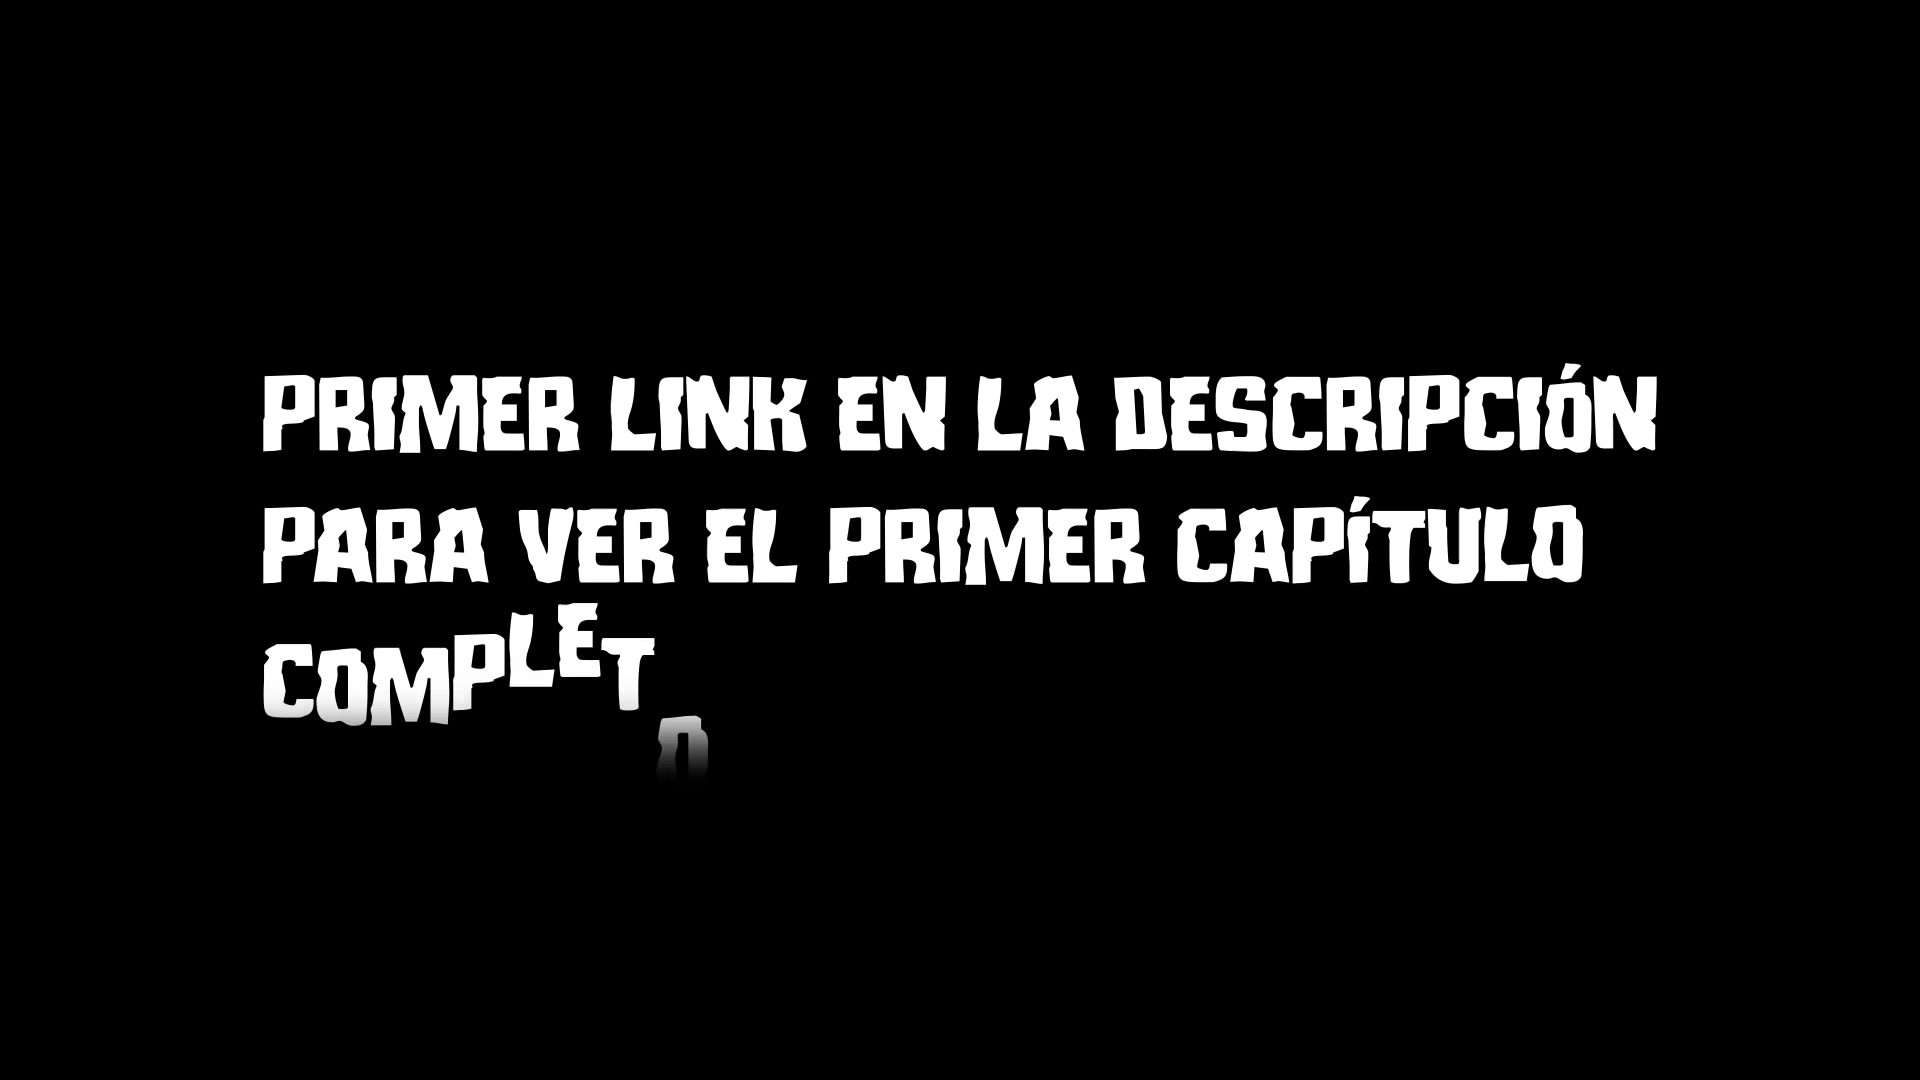 PRIMER LINK EN LA DESCRIPCIÓN
PARA VER EL PRIMER CAPÍTULO
COMPLETO